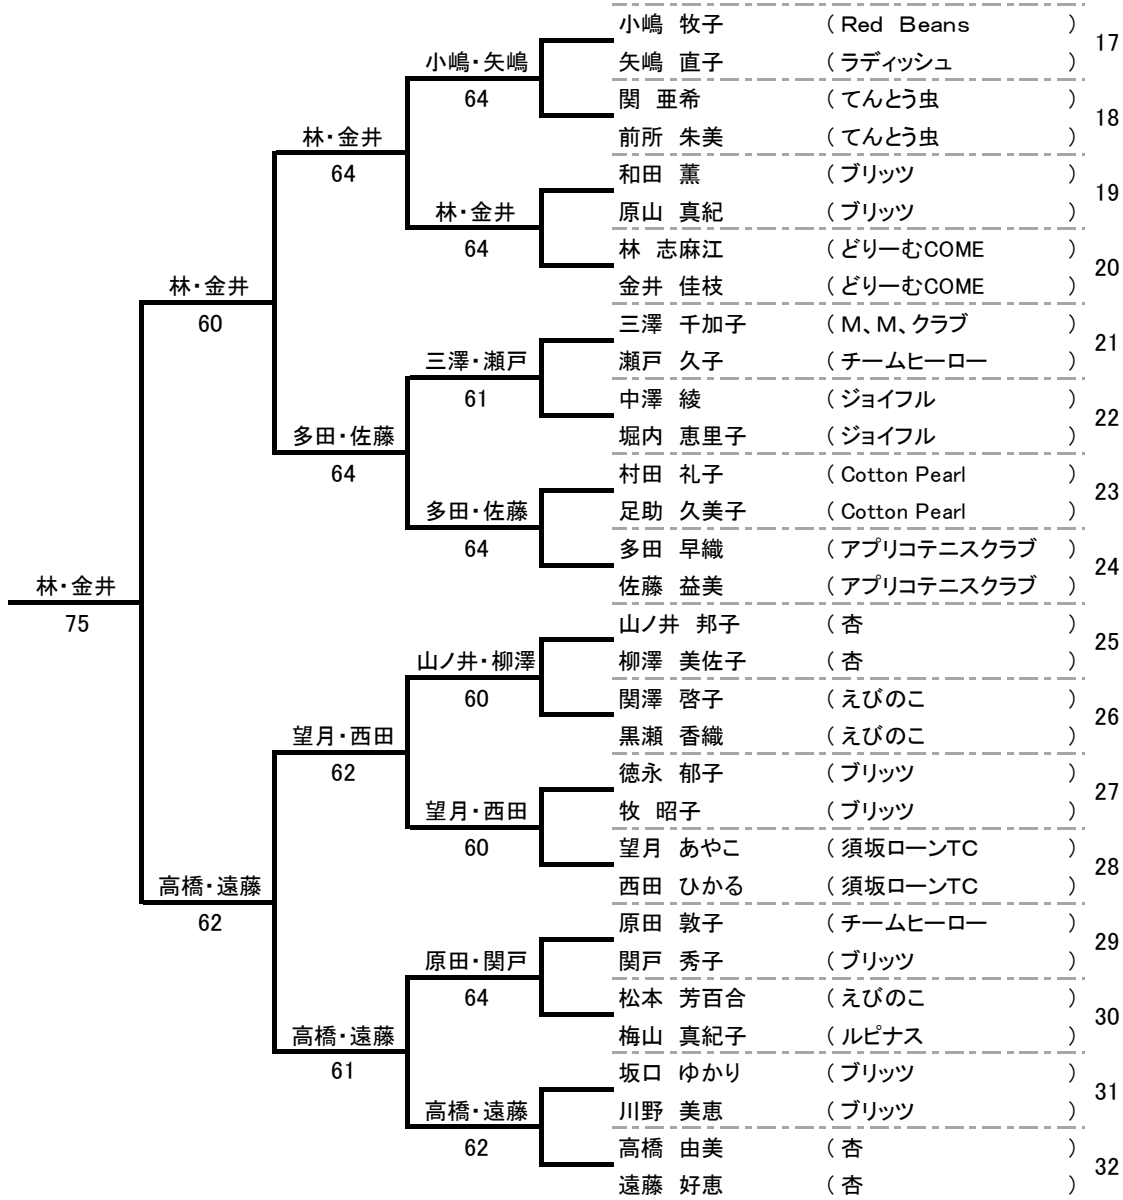 小嶋 牧子 （ Red Beans ） 17
矢嶋 直子 （ ラディッシュ ）
小嶋・矢嶋
64
関 亜希 （ てんとう虫 ） 18
前所 朱美 （ てんとう虫 ）
林・金井
64
和田 薫 （ ブリッツ ） 19
原山 真紀 （ ブリッツ ）
林・金井
64
林 志麻江 （ どりーむCOME ） 20
金井 佳枝 （ どりーむCOME ）
林・金井
60
三澤 千加子 （ M、M、クラブ ） 21
瀬戸 久子 （ チームヒーロー ）
三澤・瀬戸
61
中澤 綾 （ ジョイフル ） 22
堀内 恵里子 （ ジョイフル ）
多田・佐藤
64
村田 礼子 （ Cotton Pearl ） 23
足助 久美子 （ Cotton Pearl ）
多田・佐藤
64
多田 早織 （ アプリコテニスクラブ ） 24
佐藤 益美 （ アプリコテニスクラブ ）
林・金井
75
山ノ井 邦子 （ 杏 ） 25
柳澤 美佐子 （ 杏 ）
山ノ井・柳澤
60
関澤 啓子 （ えびのこ ） 26
黒瀬 香織 （ えびのこ ）
望月・西田
62
徳永 郁子 （ ブリッツ ） 27
牧 昭子 （ ブリッツ ）
望月・西田
60
望月 あやこ （ 須坂ローンTC ） 28
西田 ひかる （ 須坂ローンTC ）
高橋・遠藤
62
原田 敦子 （ チームヒーロー ） 29
関戸 秀子 （ ブリッツ ）
原田・関戸
64
松本 芳百合 （ えびのこ ） 30
梅山 真紀子 （ ルピナス ）
高橋・遠藤
61
坂口 ゆかり （ ブリッツ ） 31
川野 美恵 （ ブリッツ ）
高橋・遠藤
62
高橋 由美 （ 杏 ） 32
遠藤 好恵 （ 杏 ）